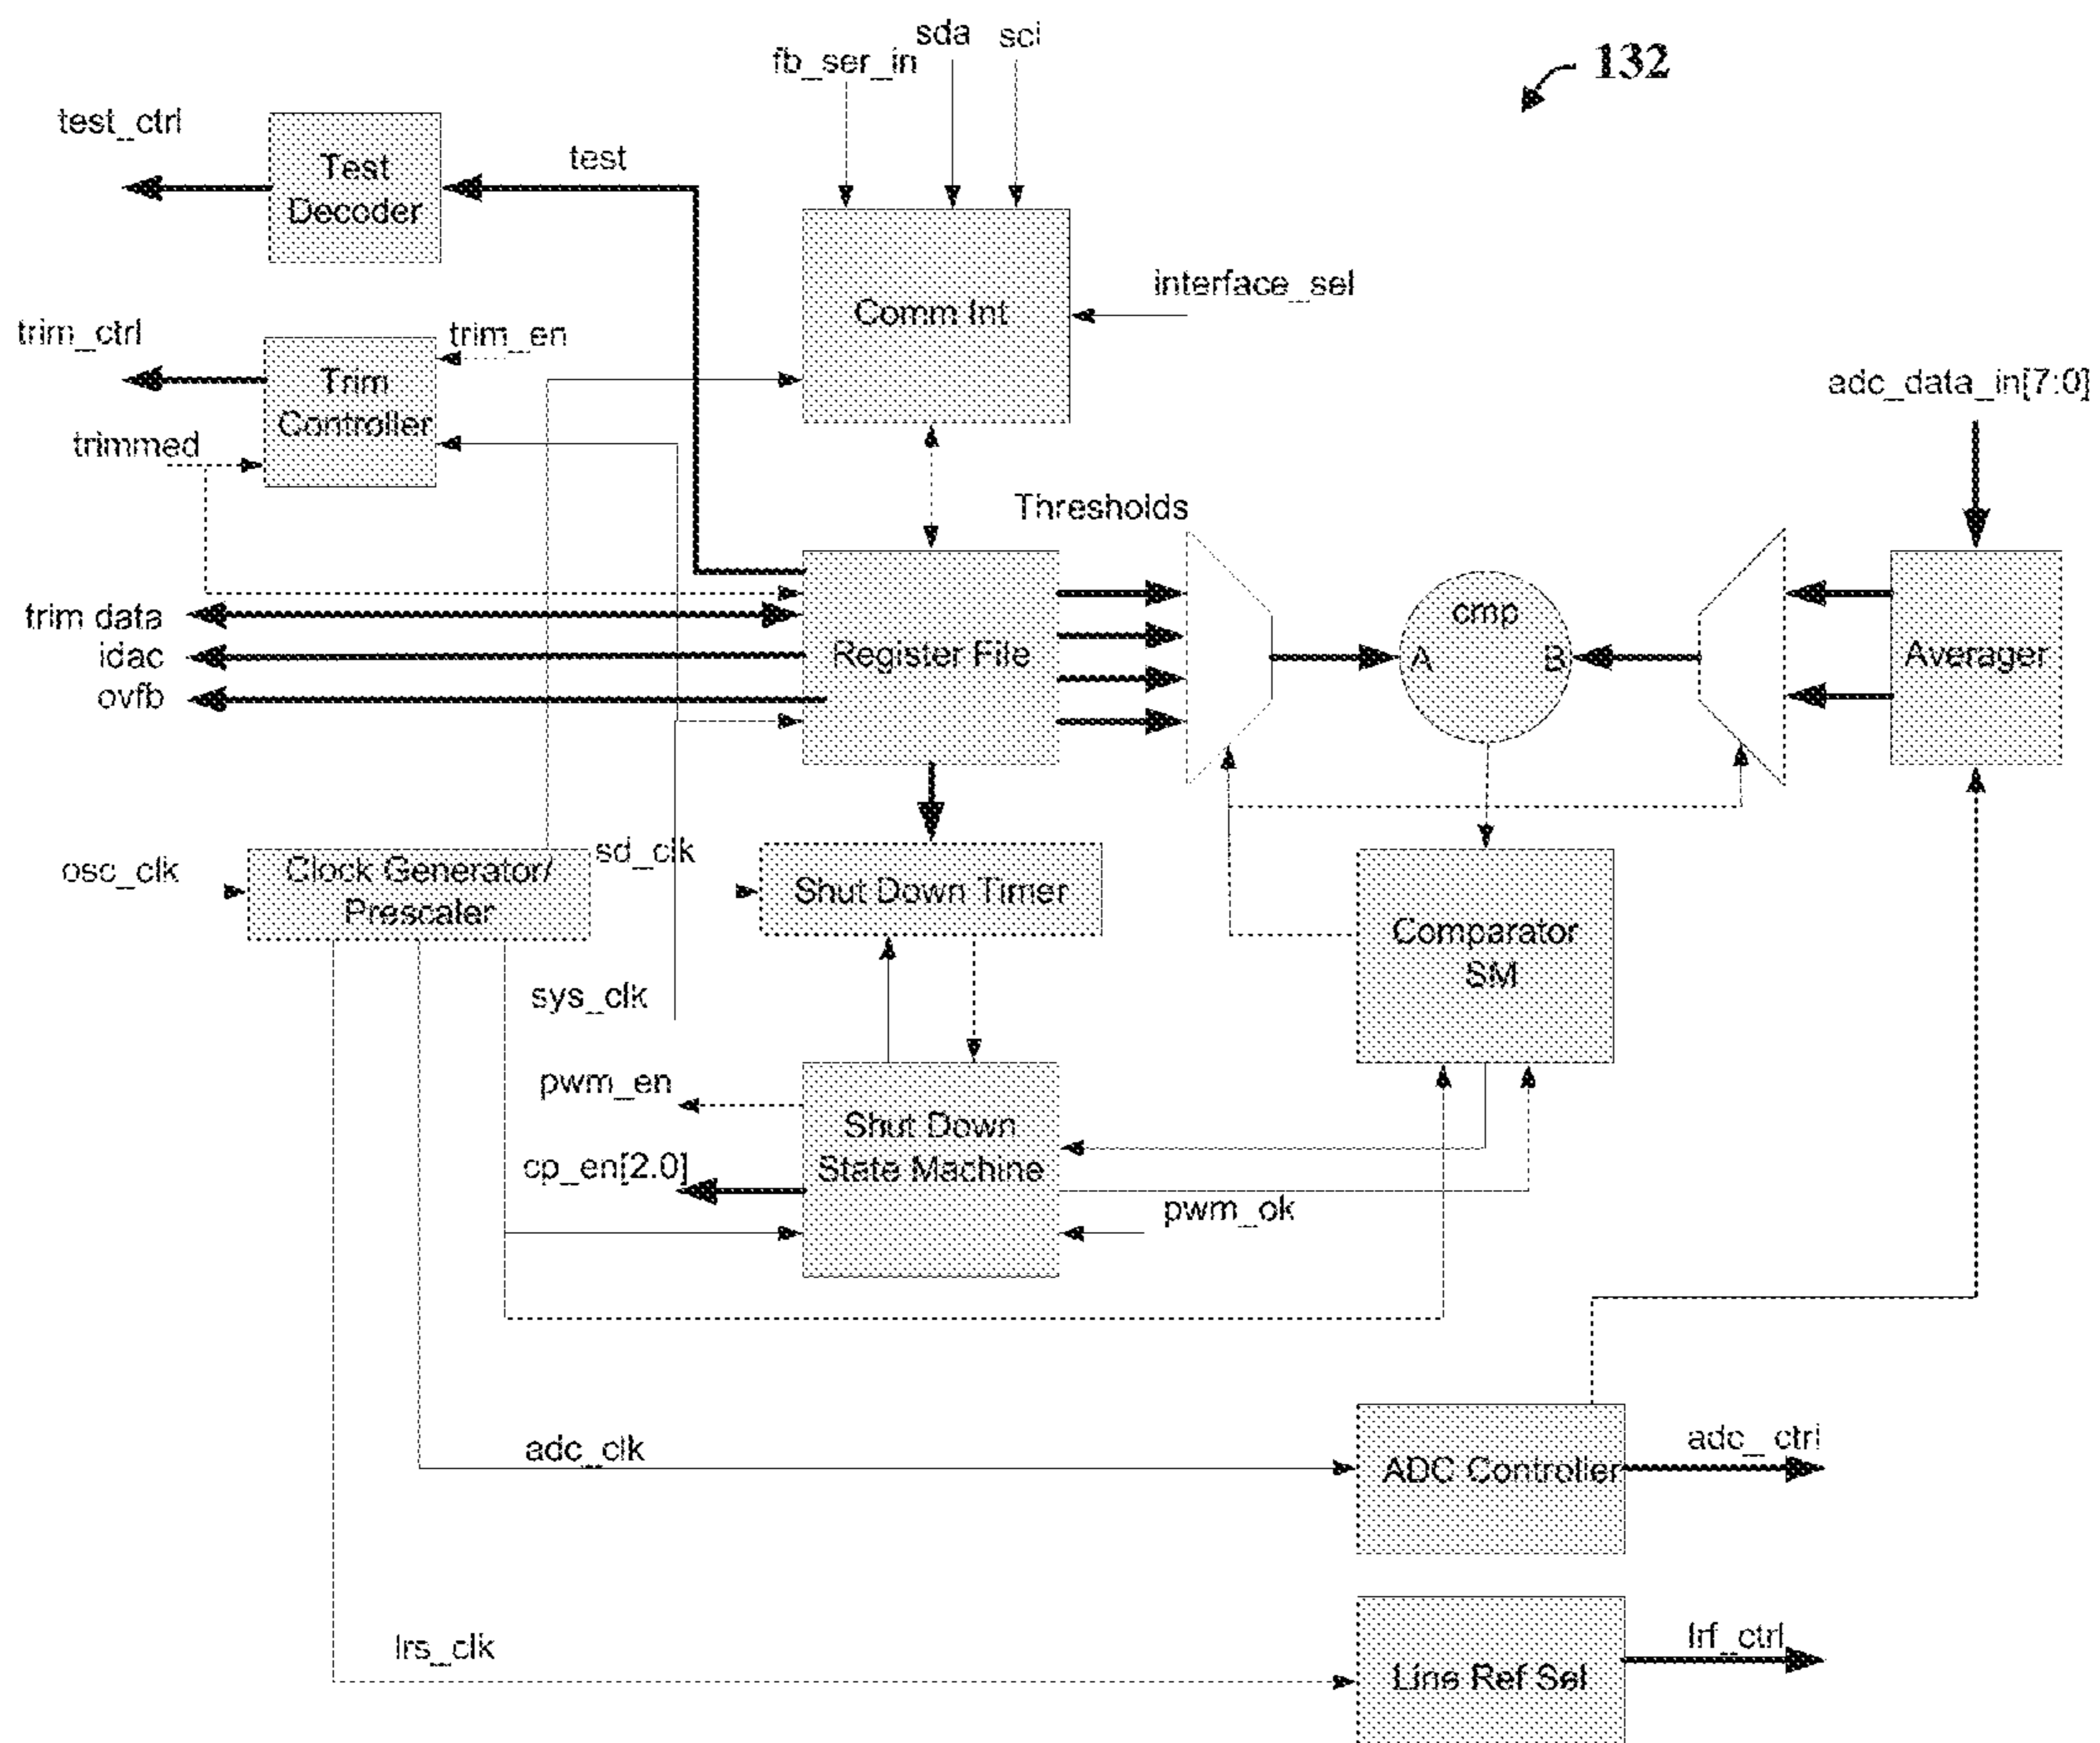 132
sda
scl
fb_ser_in
test_ctrl
Test
Decoder
test
interface_sel
Comm Int
trim_ctrl
trim_en
Trim
Controller
trimmed
adc_data_in[7:0]
Thresholds
trim data
idac
ovfb
Register File
cmp
A
B
Averager
osc_clk
Clock Generator/
Prescaler
sd_clk
Shut Down Timer
Comparator
SM
sys_clk
pwm_en
Shut Down
State Machine
cp_en[2.0]
pwm_ok
adc_clk
ADC Controller
adc_ ctrl
lrs_clk
Line Ref Sel
lrf_ctrl